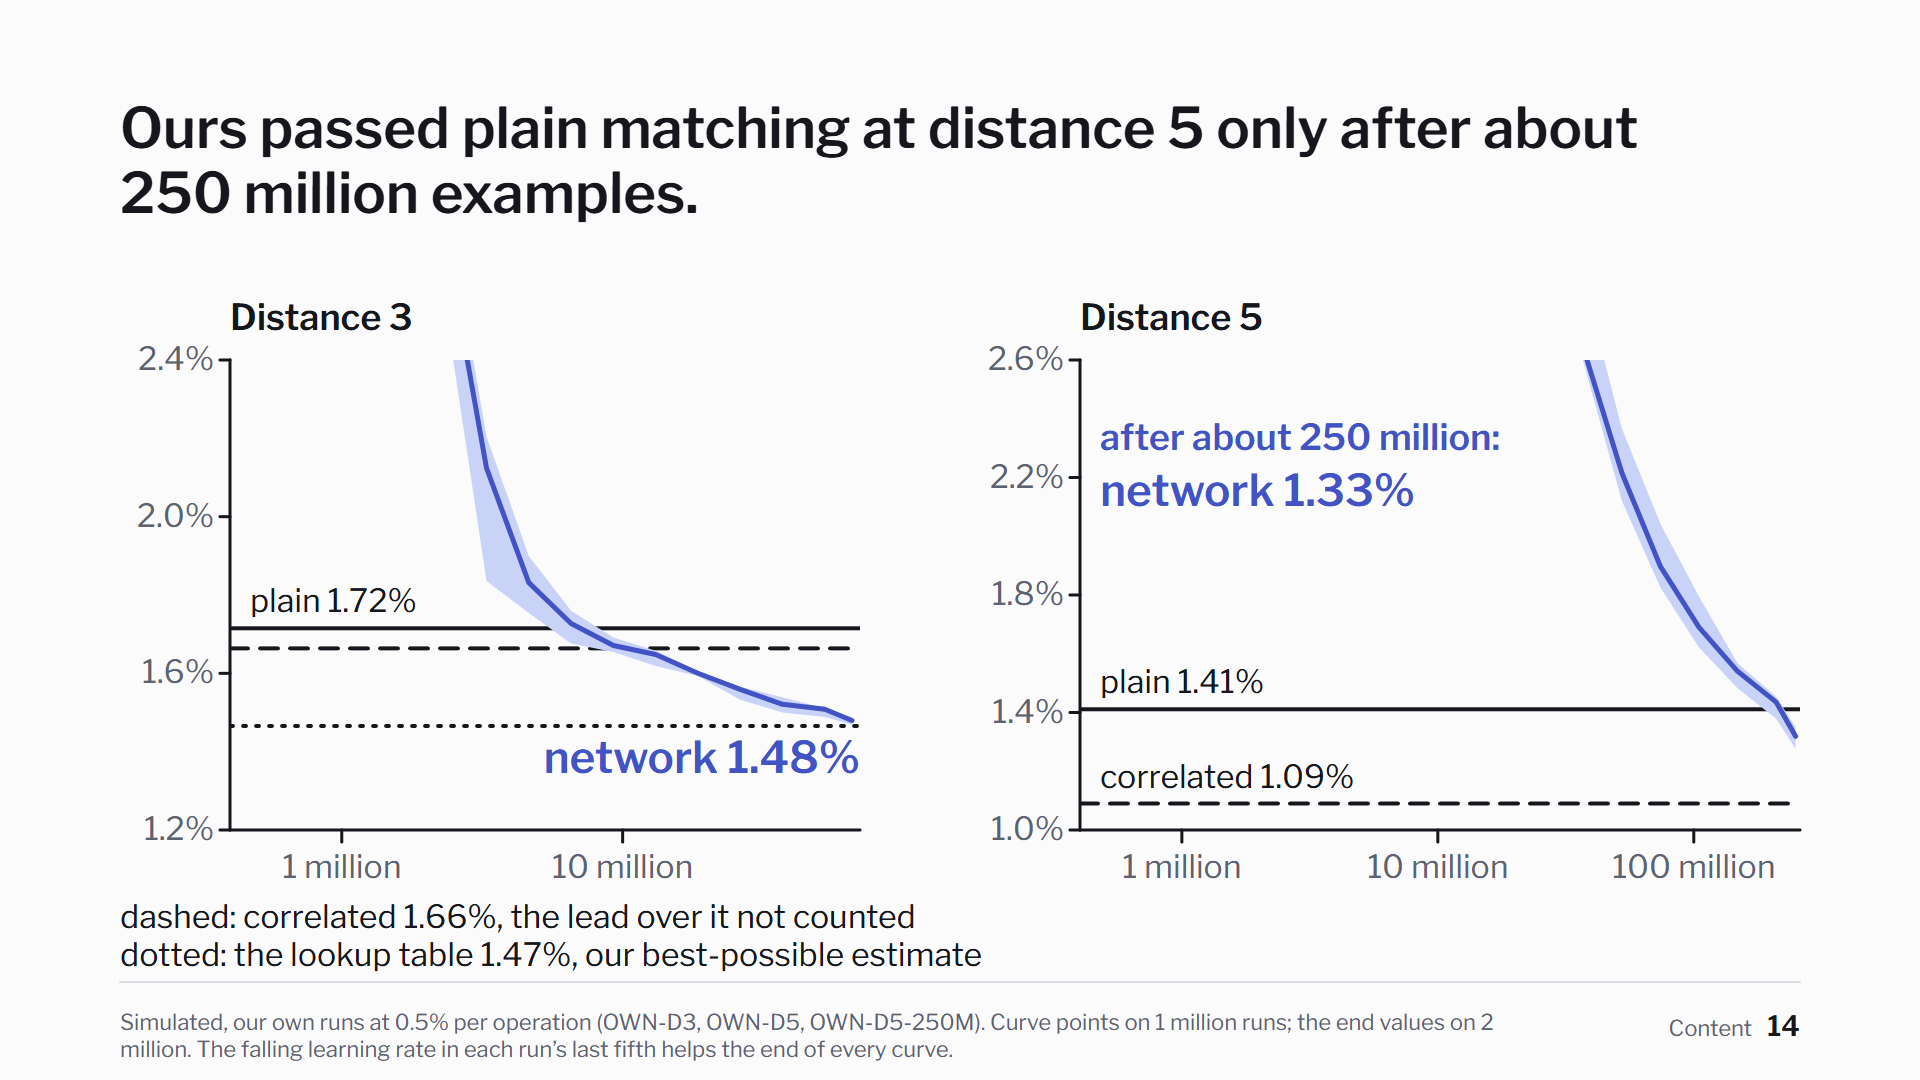 Ours passed plain matching at distance 5 only after about
250 million examples.
Distance 3
2.4%
2.0%
1.6%
1.2%
plain 1.72%
network 1.48%
1 million
10 million
dashed: correlated 1.66%, the lead over it not counted
dotted: the lookup table 1.47%, our best-possible estimate
Distance 5
2.6%
2.2%
1.8%
1.4%
1.0%
after about 250 million:
network 1.33%
plain 1.41%
correlated 1.09%
1 million
10 million
100 million
Simulated, our own runs at 0.5% per operation (OWN-D3, OWN-D5, OWN-D5-250M). Curve points on 1 million runs; the end values on 2
million. The falling learning rate in each run’s last fifth helps the end of every curve.
Content 14